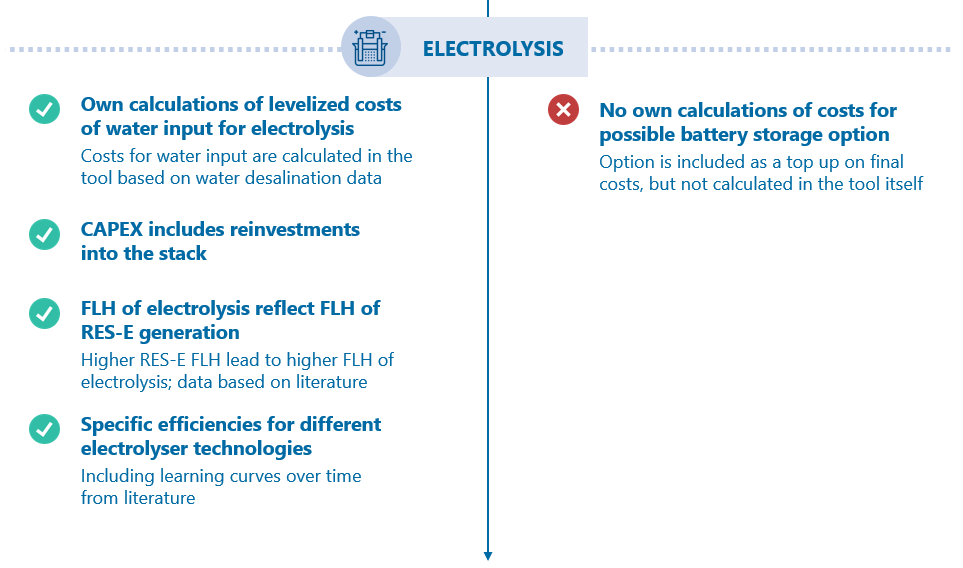 ELECTROLYSIS
Own calculations of levelized costs
of water input for electrolysis
Costs for water input are calculated in the
tool based on water desalination data
CAPEX includes reinvestments
into the stack
FLH of electrolysis reflect FLH of
RES-E generation
Higher RES-E FLH lead to higher FLH of
electrolysis; data based on literature
Specific efficiencies for different
electrolyser technologies
Including learning curves over time
from literature
No own calculations of costs for
possible battery storage option
Option is included as a top up on final
costs, but not calculated in the tool itself